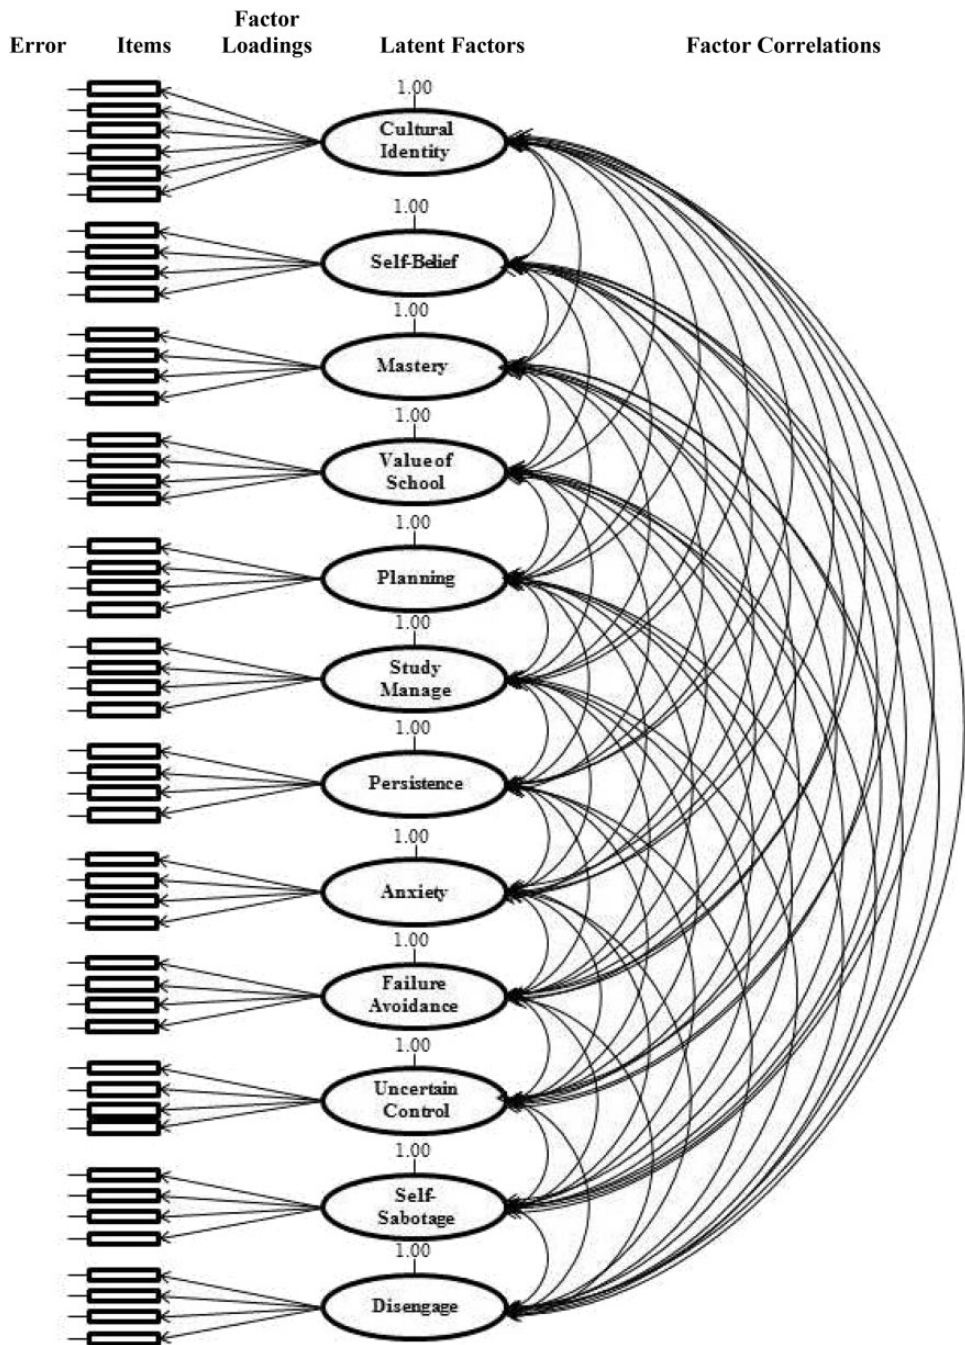 Error
Items
Factor
Loadings
Latent Factors
Factor Correlations
1.00
Cultural
Identity
1.00
Self-Belief
1.00
Mastery
1.00
Value of
School
1.00
Planning
1.00
Study
Manage
1.00
Persistence
1.00
Anxiety
1.00
Failure
Avoidance
1.00
Uncertain
Control
1.00
Self-
Sabotage
1.00
Disengage